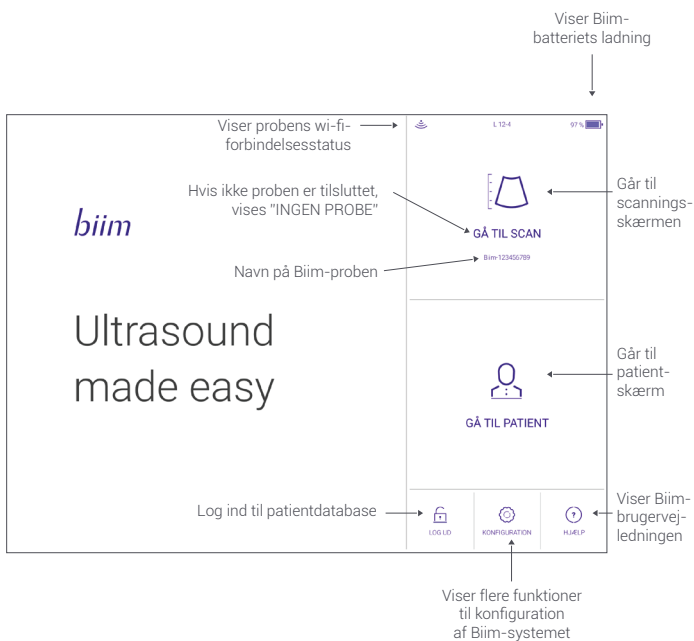 Viser Biim-
batteriets ladning
Viser probens wi-fi-
forbindelsesstatus
L 12-4
97 %
Hvis ikke proben er tilsluttet,
vises "INGEN PROBE"
Går til
scannings-
skærmen
biim
GÅ TIL SCAN
Biim-123456789
Navn på Biim-proben
Ultrasound
made easy
Går til
patient-
skærm
GÅ TIL PATIENT
Log ind til patientdatabase
LOG UD
KONFIGURATION
HJÆLP
Viser Biim-
brugervej-
ledningen
Viser flere funktioner
til konfiguration
af Biim-systemet